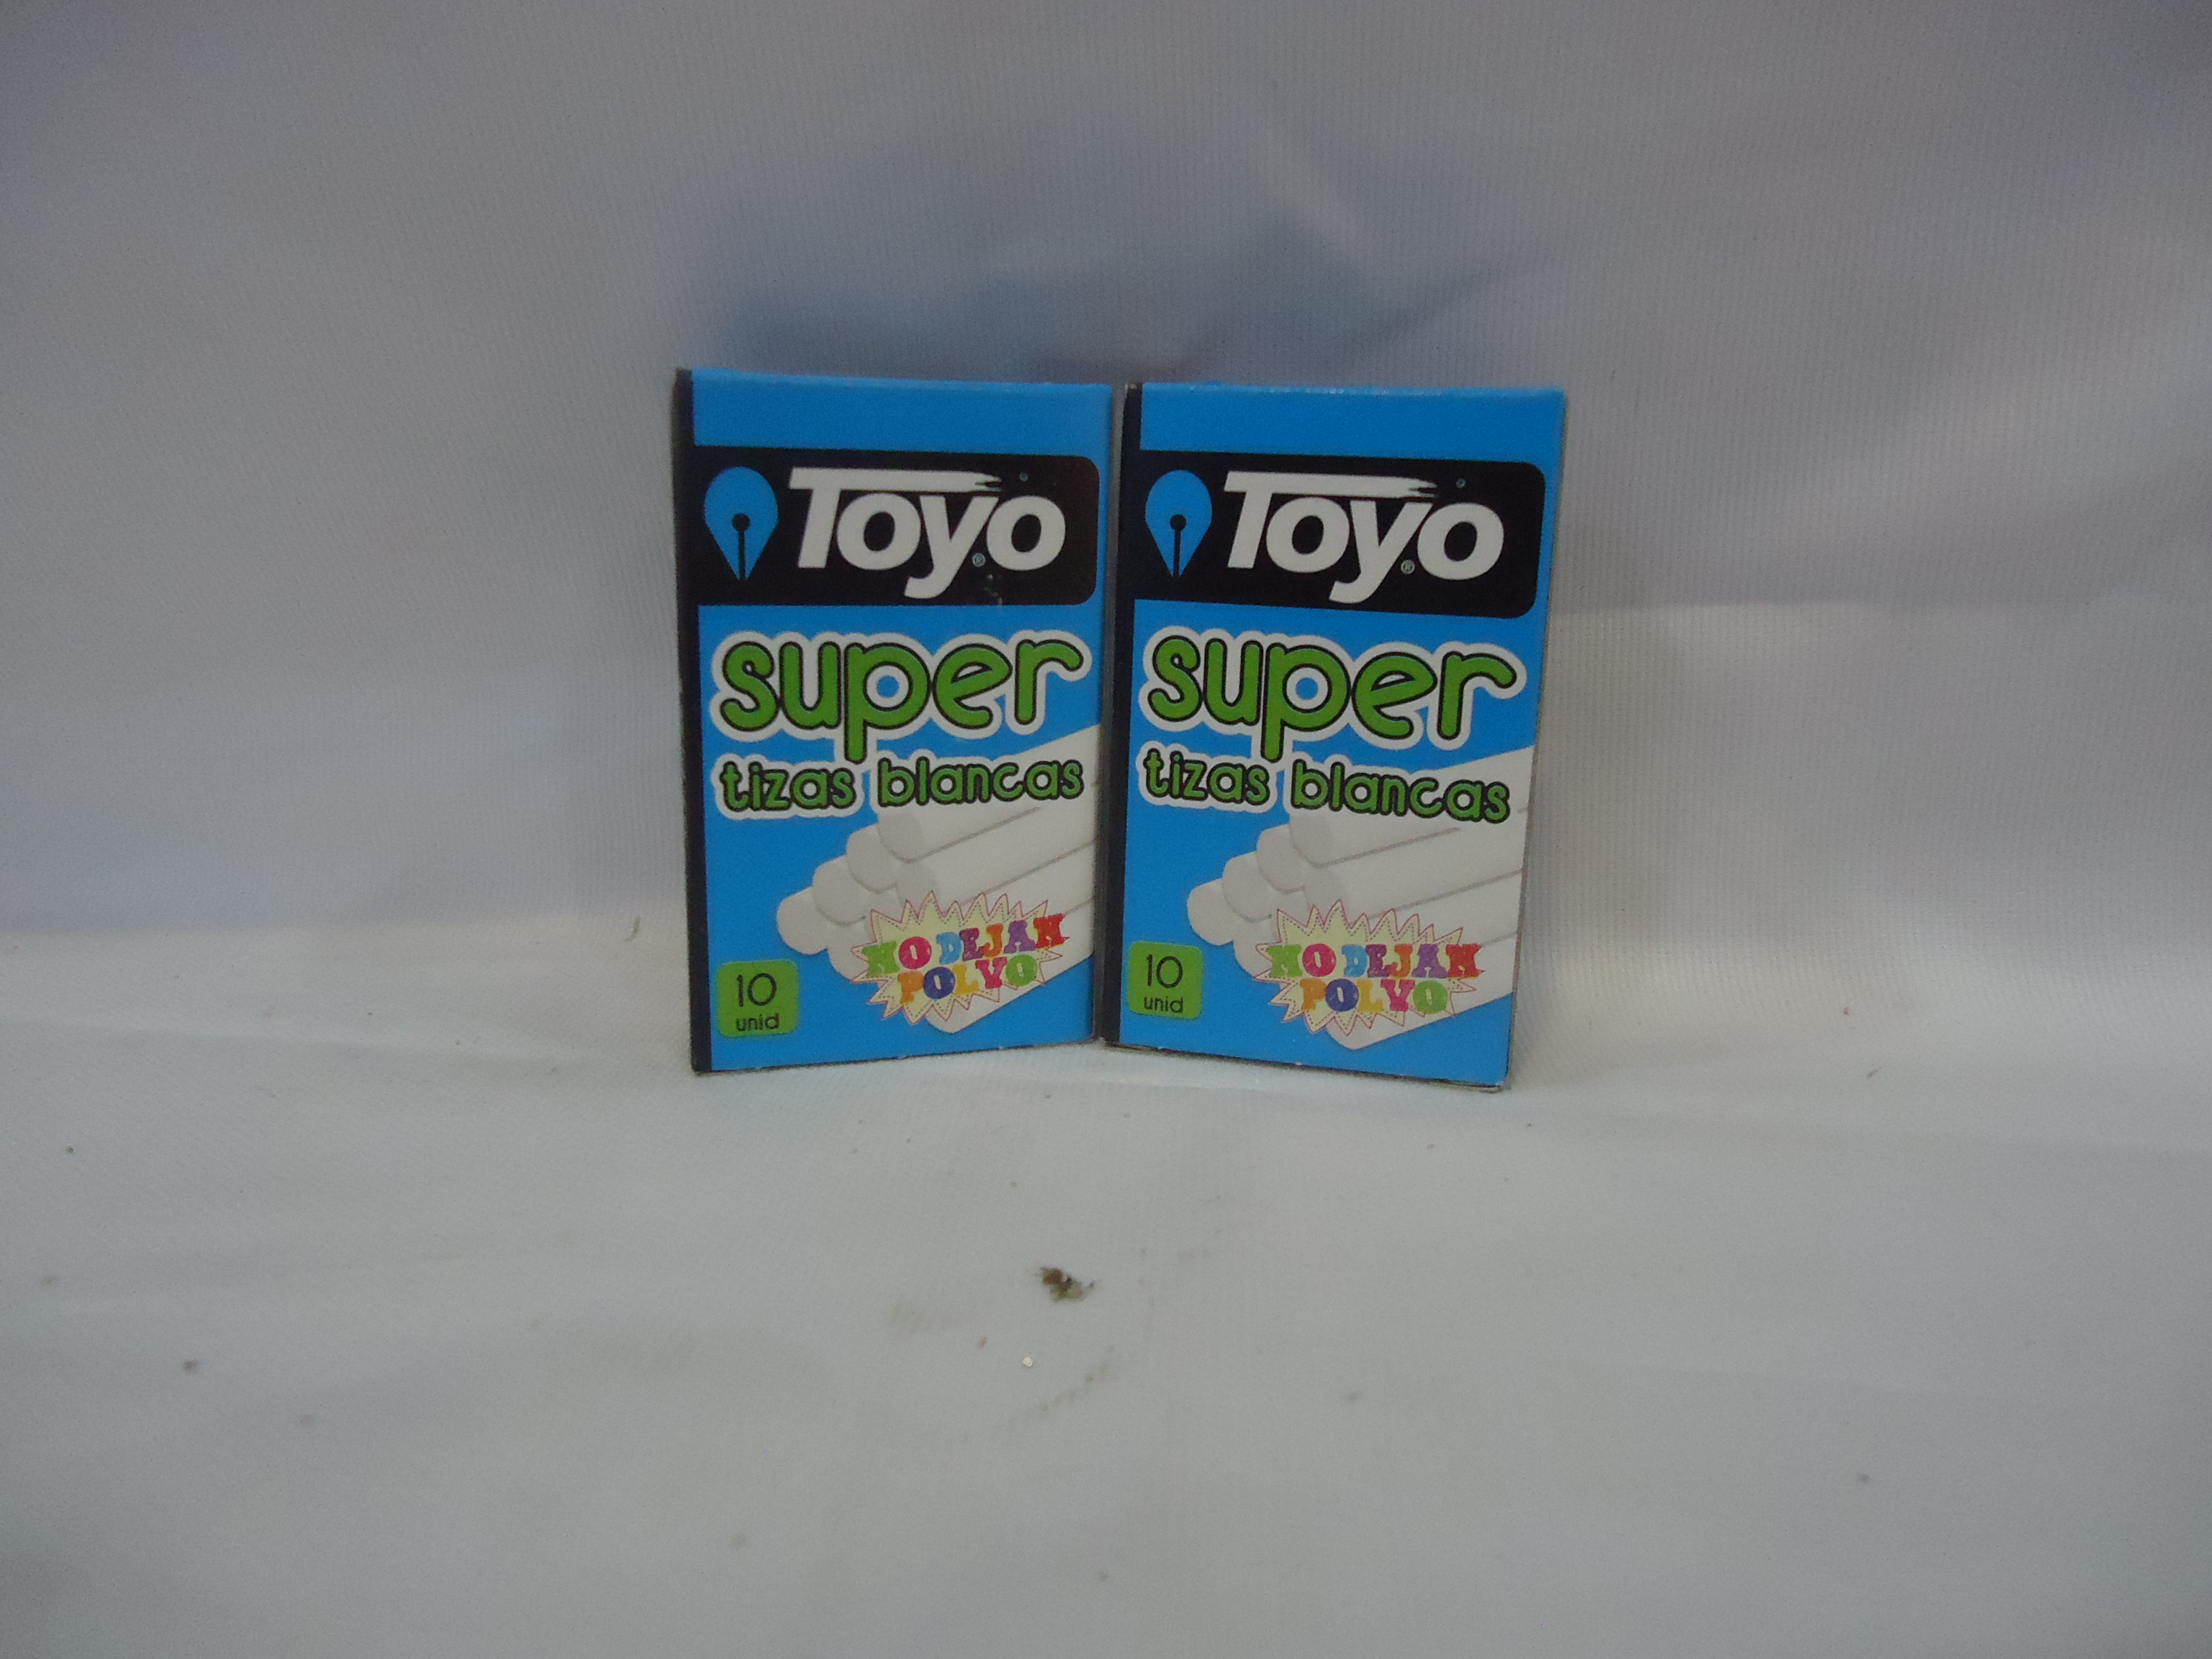 Toyo
super
tizas blancas
NO DEJAN
POLVO
10
unid
Toyo
super
tizas blancas
NO DEJAN
POLVO
10
unid